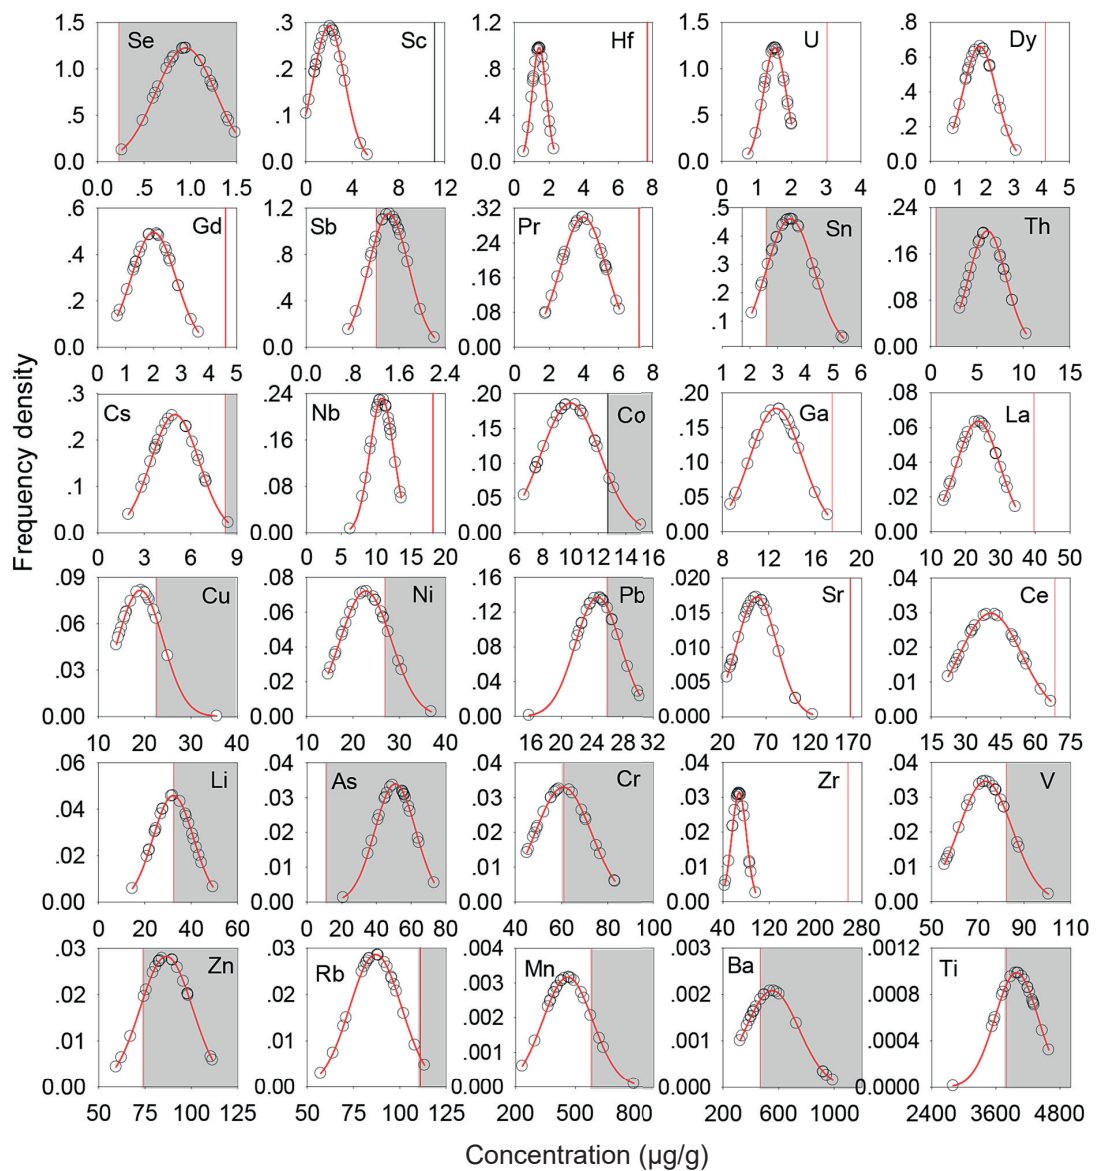 Frequency density
Se
1.5
1.0
.5
0.0
0.0 .5 1.0 1.5
Sc
.3
.2
.1
0.0
0 4 8 12
Hf
1.2
.8
.4
0.0
0 2 4 6 8
U
1.5
1.0
.5
0.0
0 1 2 3 4
Dy
.8
.6
.4
.2
0.0
0 1 2 3 4 5
Gd
.6
.4
.2
0.0
0 1 2 3 4 5
Sb
1.2
.8
.4
0.0
0.0 .8 1.6 2.4
Pr
.32
.24
.16
.08
0.00
0 2 4 6 8
Sn
.5
.4
.3
.2
.1
1 2 3 4 5 6
Th
.24
.16
.08
0.00
0 5 10 15
Cs
.3
.2
.1
0.0
0 3 6 9
Nb
.24
.16
.08
0.00
0 5 10 15 20
Co
.20
.15
.10
.05
0.00
6 8 10 12 14 16
Ga
.20
.15
.10
.05
0.00
8 10 12 14 16 18 20
La
.08
.06
.04
.02
0.00
10 20 30 40 50
Cu
.09
.06
.03
0.00
10 20 30 40
Ni
.08
.06
.04
.02
0.00
10 20 30 40
Pb
.16
.12
.08
.04
0.00
16 20 24 28 32
Sr
.020
.015
.010
.005
0.000
20 70 120 170
Ce
.04
.03
.02
.01
0.00
15 30 45 60 75
Li
.06
.04
.02
0.00
0 10 20 30 40 50 60
As
.04
.03
.02
.01
0.00
0 20 40 60 80
Cr
.04
.03
.02
.01
0.00
40 60 80 100
Zr
.04
.03
.02
.01
0.00
40 100 200
V
.04
.03
.02
.01
0.00
50 70 90 110
Zn
.03
.02
.01
0.00
50 75 100 125
Rb
.03
.02
.01
0.00
50 75 100 125
Mn
.004
.003
.002
.001
0.000
200 400 600 800
Ba
.003
.002
.001
0.000
200 600 1000
Ti
.0012
.0008
.0004
0.0000
2400 3600 4800
Concentration (µg/g)